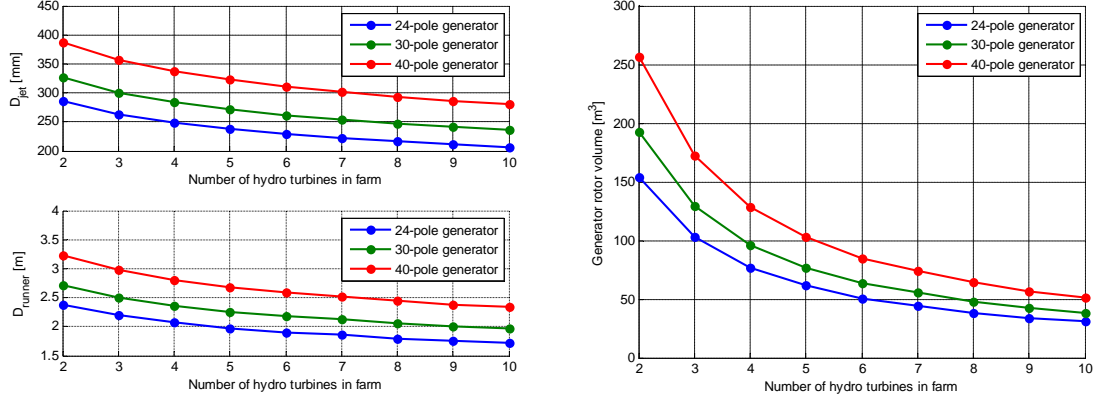 450
400
350
300
250
200
D_jet [mm]
24-pole generator
30-pole generator
40-pole generator
2 3 4 5 6 7 8 9 10
Number of hydro turbines in farm
4
3.5
3
2.5
2
1.5
D_runner [m]
24-pole generator
30-pole generator
40-pole generator
2 3 4 5 6 7 8 9 10
Number of hydro turbines in farm
300
250
200
150
100
50
0
Generator rotor volume [m³]
24-pole generator
30-pole generator
40-pole generator
2 3 4 5 6 7 8 9 10
Number of hydro turbines in farm